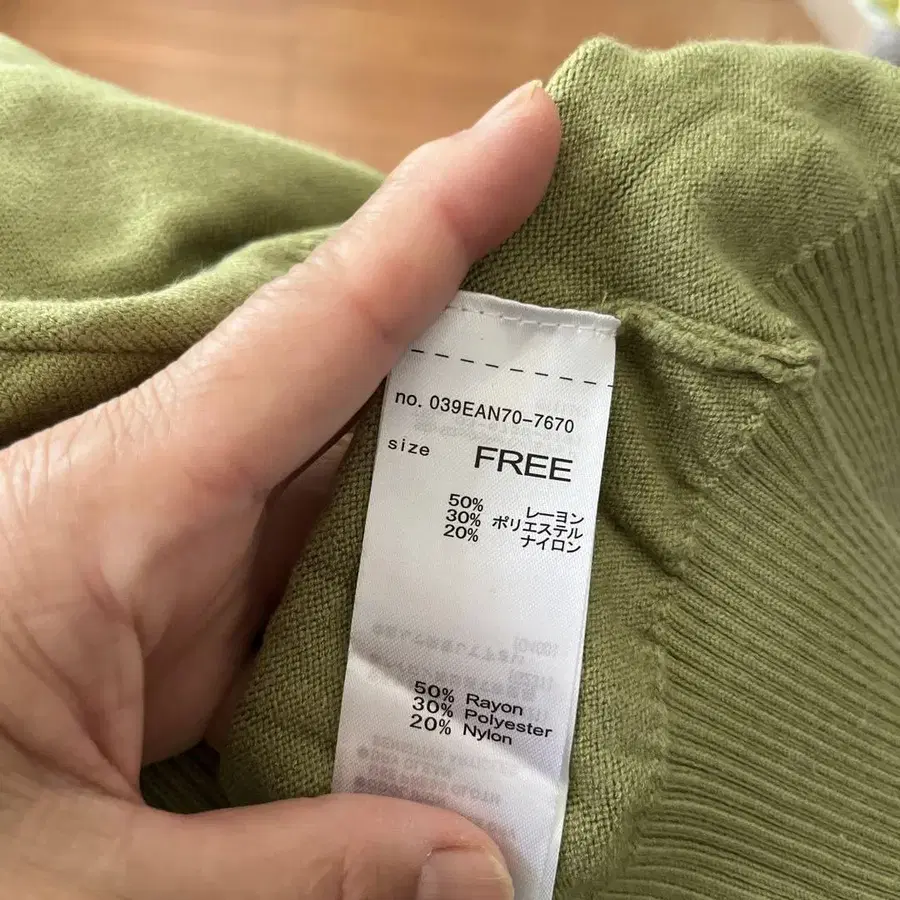 no. 039EAN70-7670
size FREE
50% レーヨン
30% ポリエステル
20% ナイロン
50% Rayon
30% Polyester
20% Nylon